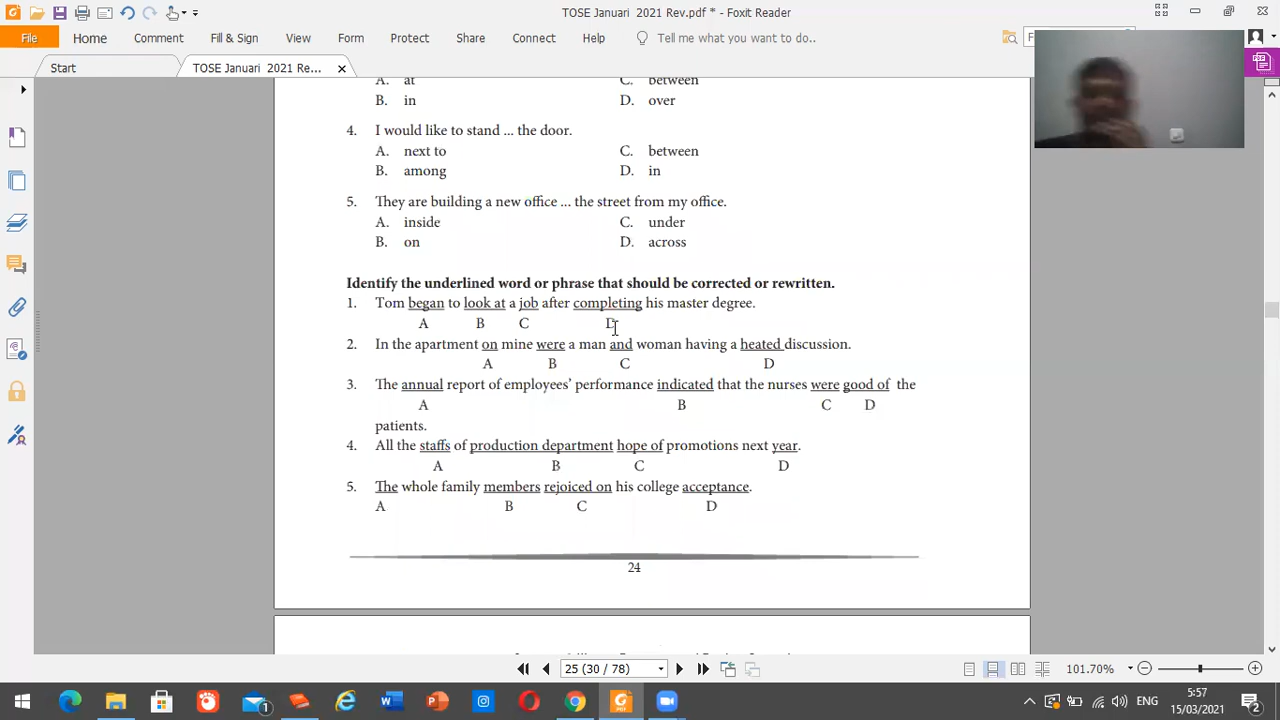 TOSE Januari 2021 Rev.pdf * - Foxit Reader
File Home Comment Fill & Sign View Form Protect Share Connect Help Tell me what you want to do..
Start TOSE Januari 2021 Re...
A. at C. between
B. in D. over
4. I would like to stand ... the door.
A. next to C. between
B. among D. in
5. They are building a new office ... the street from my office.
A. inside C. under
B. on D. across
Identify the underlined word or phrase that should be corrected or rewritten.
1. Tom began to look at a job after completing his master degree.
A B C D
2. In the apartment on mine were a man and woman having a heated discussion.
A B C D
3. The annual report of employees’ performance indicated that the nurses were good of the
A B C D
patients.
4. All the staffs of production department hope of promotions next year.
A B C D
5. The whole family members rejoiced on his college acceptance.
A B C D
24
25 (30 / 78) 101.70%
ENG 5:57
15/03/2021